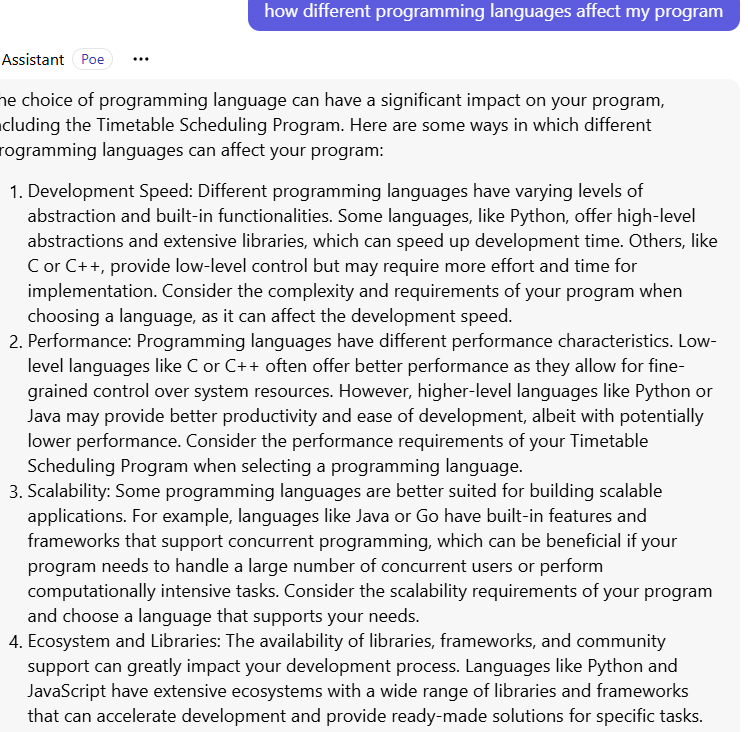 how different programming languages affect my program
Assistant Poe
he choice of programming language can have a significant impact on your program,
cluding the Timetable Scheduling Program. Here are some ways in which different
rogramming languages can affect your program:
1. Development Speed: Different programming languages have varying levels of
abstraction and built-in functionalities. Some languages, like Python, offer high-level
abstractions and extensive libraries, which can speed up development time. Others, like
C or C++, provide low-level control but may require more effort and time for
implementation. Consider the complexity and requirements of your program when
choosing a language, as it can affect the development speed.
2. Performance: Programming languages have different performance characteristics. Low-
level languages like C or C++ often offer better performance as they allow for fine-
grained control over system resources. However, higher-level languages like Python or
Java may provide better productivity and ease of development, albeit with potentially
lower performance. Consider the performance requirements of your Timetable
Scheduling Program when selecting a programming language.
3. Scalability: Some programming languages are better suited for building scalable
applications. For example, languages like Java or Go have built-in features and
frameworks that support concurrent programming, which can be beneficial if your
program needs to handle a large number of concurrent users or perform
computationally intensive tasks. Consider the scalability requirements of your program
and choose a language that supports your needs.
4. Ecosystem and Libraries: The availability of libraries, frameworks, and community
support can greatly impact your development process. Languages like Python and
JavaScript have extensive ecosystems with a wide range of libraries and frameworks
that can accelerate development and provide ready-made solutions for specific tasks.